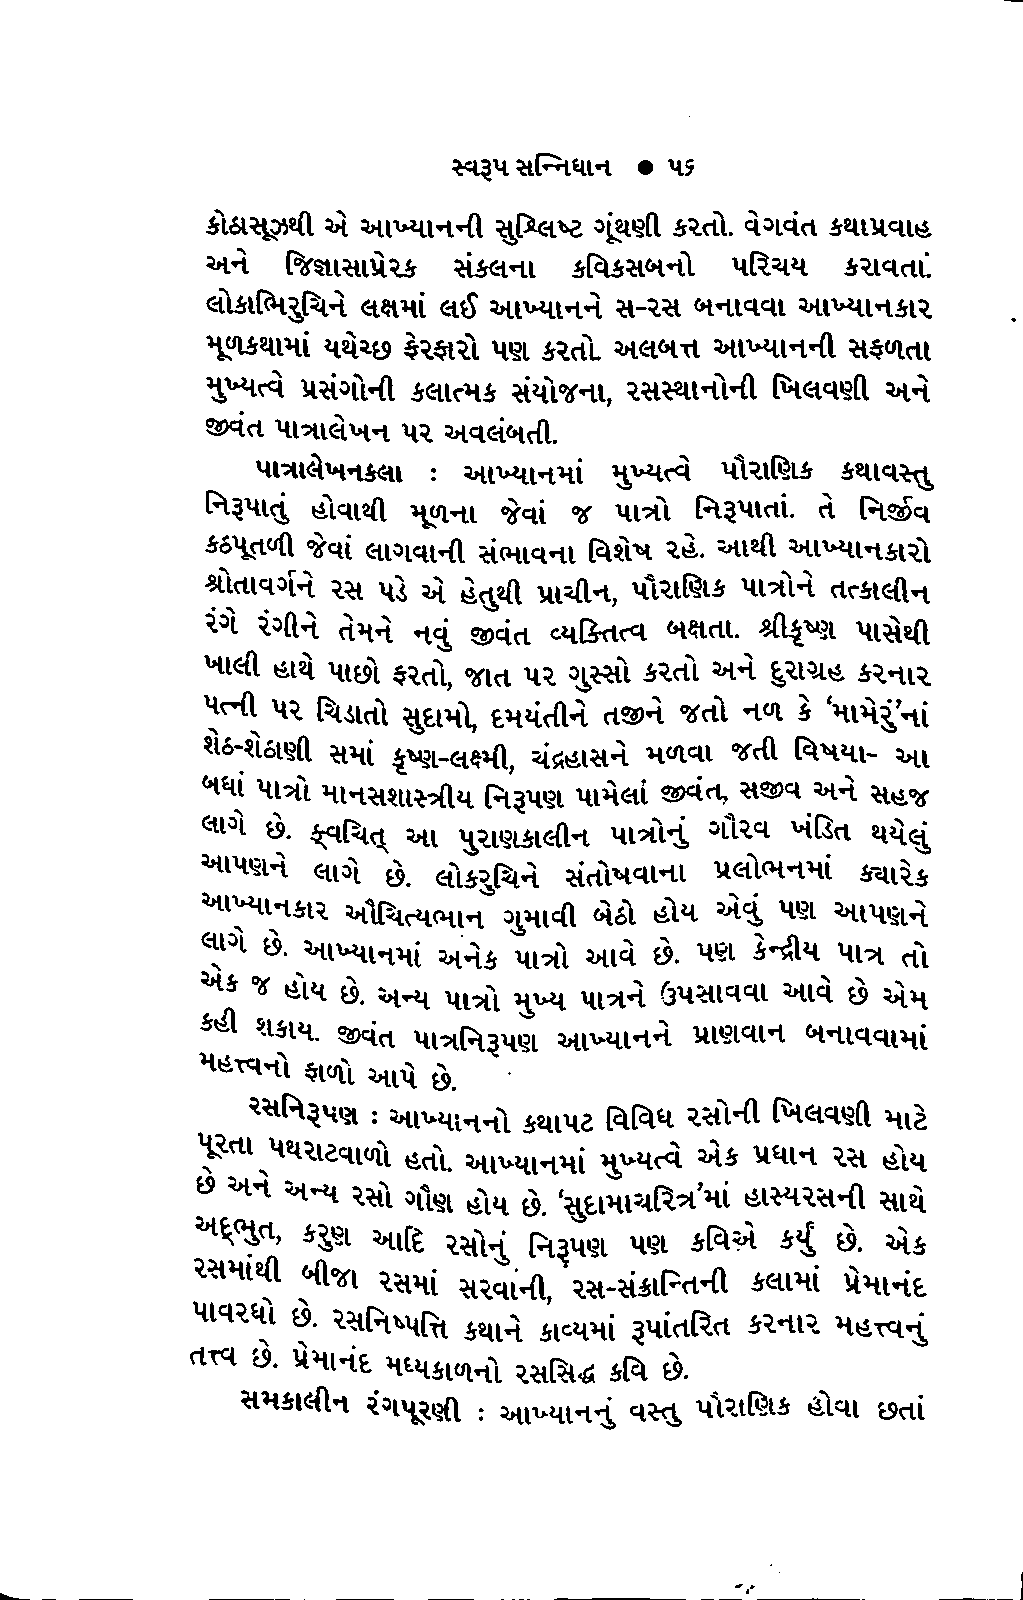 સ્વરૂપ સન્નિધાન ● ૫૬
કોઠાસૂઝથી એ આખ્યાનની સુશ્લિષ્ટ ગૂંથણી કરતો. વેગવંત કથાપ્રવાહ
અને જિજ્ઞાસાપ્રેરક સંકલના કવિકસબનો પરિચય કરાવતાં.
લોકાભિરુચિને લક્ષમાં લઈ આખ્યાનને સ-રસ બનાવવા આખ્યાનકાર
મૂળકથામાં યથેચ્છ ફેરફારો પણ કરતો. અલબત્ત આખ્યાનની સફળતા
મુખ્યત્વે પ્રસંગોની કલાત્મક સંયોજના, રસસ્થાનોની ખિલવણી અને
જીવંત પાત્રાલેખન પર અવલંબતી.
પાત્રાલેખનકલા : આખ્યાનમાં મુખ્યત્વે પૌરાણિક કથાવસ્તુ
નિરૂપાતું હોવાથી મૂળના જેવાં જ પાત્રો નિરૂપાતાં. તે નિર્જીવ
કઠપૂતળી જેવાં લાગવાની સંભાવના વિશેષ રહે. આથી આખ્યાનકારો
શ્રોતાવર્ગને રસ પડે એ હેતુથી પ્રાચીન, પૌરાણિક પાત્રોને તત્કાલીન
રંગે રંગીને તેમને નવું જીવંત વ્યક્તિત્વ બક્ષતા. શ્રીકૃષ્ણ પાસેથી
ખાલી હાથે પાછો ફરતો, જાત પર ગુસ્સો કરતો અને દુરાગ્રહ કરનાર
પત્ની પર ચિડાતો સુદામો, દમયંતીને તજીને જતો નળ કે ‘મામેરું’નાં
શેઠ-શેઠાણી સમાં કૃષ્ણ-લક્ષ્મી, ચંદ્રહાસને મળવા જતી વિષયા- આ
બધાં પાત્રો માનસશાસ્ત્રીય નિરૂપણ પામેલાં જીવંત, સજીવ અને સહજ
લાગે છે. ક્વચિત્ આ પુરાણકાલીન પાત્રોનું ગૌરવ ખંડિત થયેલું
આપણને લાગે છે. લોકરુચિને સંતોષવાના પ્રલોભનમાં ક્યારેક
આખ્યાનકાર ઔચિત્યભાન ગુમાવી બેઠો હોય એવું પણ આપણને
લાગે છે. આખ્યાનમાં અનેક પાત્રો આવે છે. પણ કેન્દ્રીય પાત્ર તો
એક જ હોય છે. અન્ય પાત્રો મુખ્ય પાત્રને ઉપસાવવા આવે છે એમ
કહી શકાય. જીવંત પાત્રનિરૂપણ આખ્યાનને પ્રાણવાન બનાવવામાં
મહત્ત્વનો ફાળો આપે છે.
રસનિરૂપણ : આખ્યાનનો કથાપટ વિવિધ રસોની ખિલવણી માટે
પૂરતા પથરાટવાળો હતો. આખ્યાનમાં મુખ્યત્વે એક પ્રધાન રસ હોય
છે અને અન્ય રસો ગૌણ હોય છે. ‘સુદામાચરિત્ર’માં હાસ્યરસની સાથે
અદ્ભુત, કરુણ આદિ રસોનું નિરૂપણ પણ કવિએ કર્યું છે. એક
રસમાંથી બીજા રસમાં સરવાની, રસ-સંક્રાન્તિની કલામાં પ્રેમાનંદ
પાવરધો છે. રસનિષ્પત્તિ કથાને કાવ્યમાં રૂપાંતરિત કરનાર મહત્ત્વનું
તત્ત્વ છે. પ્રેમાનંદ મધ્યકાળનો રસસિદ્ધ કવિ છે.
સમકાલીન રંગપૂરણી : આખ્યાનનું વસ્તુ પૌરાણિક હોવા છતાં